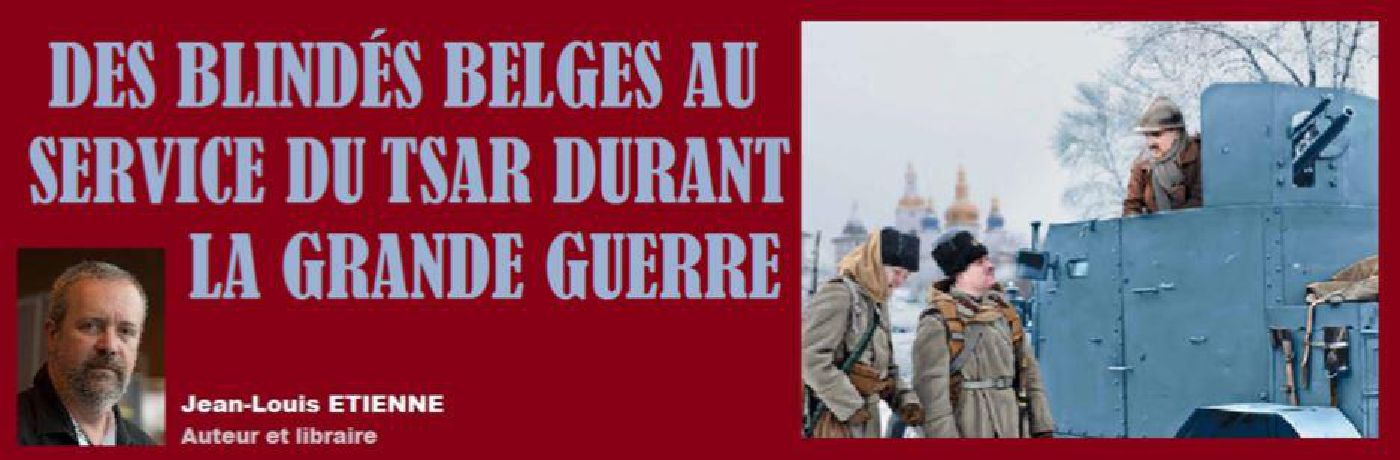 DES BLINDÉS BELGES AU
SERVICE DU TSAR DURANT
LA GRANDE GUERRE
Jean-Louis ETIENNE
Auteur et libraire